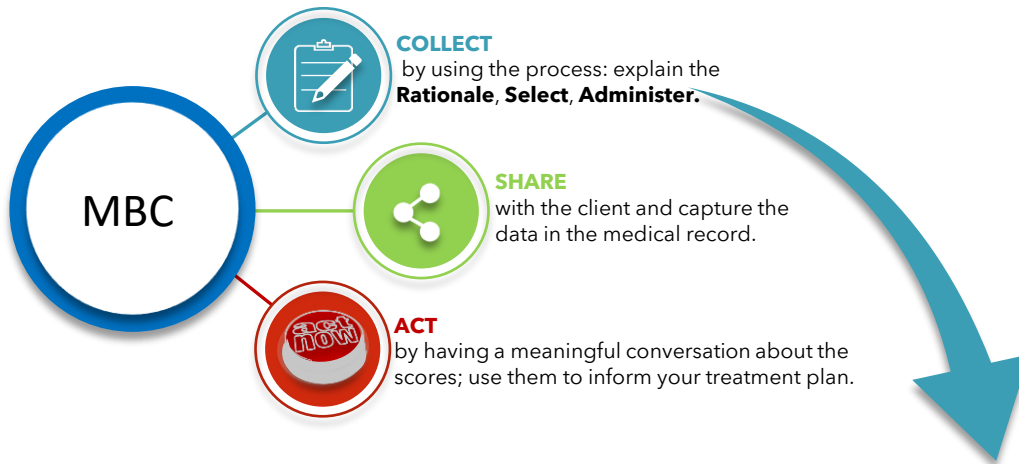 COLLECT
by using the process: explain the
Rationale, Select, Administer.
MBC
SHARE
with the client and capture the
data in the medical record.
act
now
ACT
by having a meaningful conversation about the
scores; use them to inform your treatment plan.